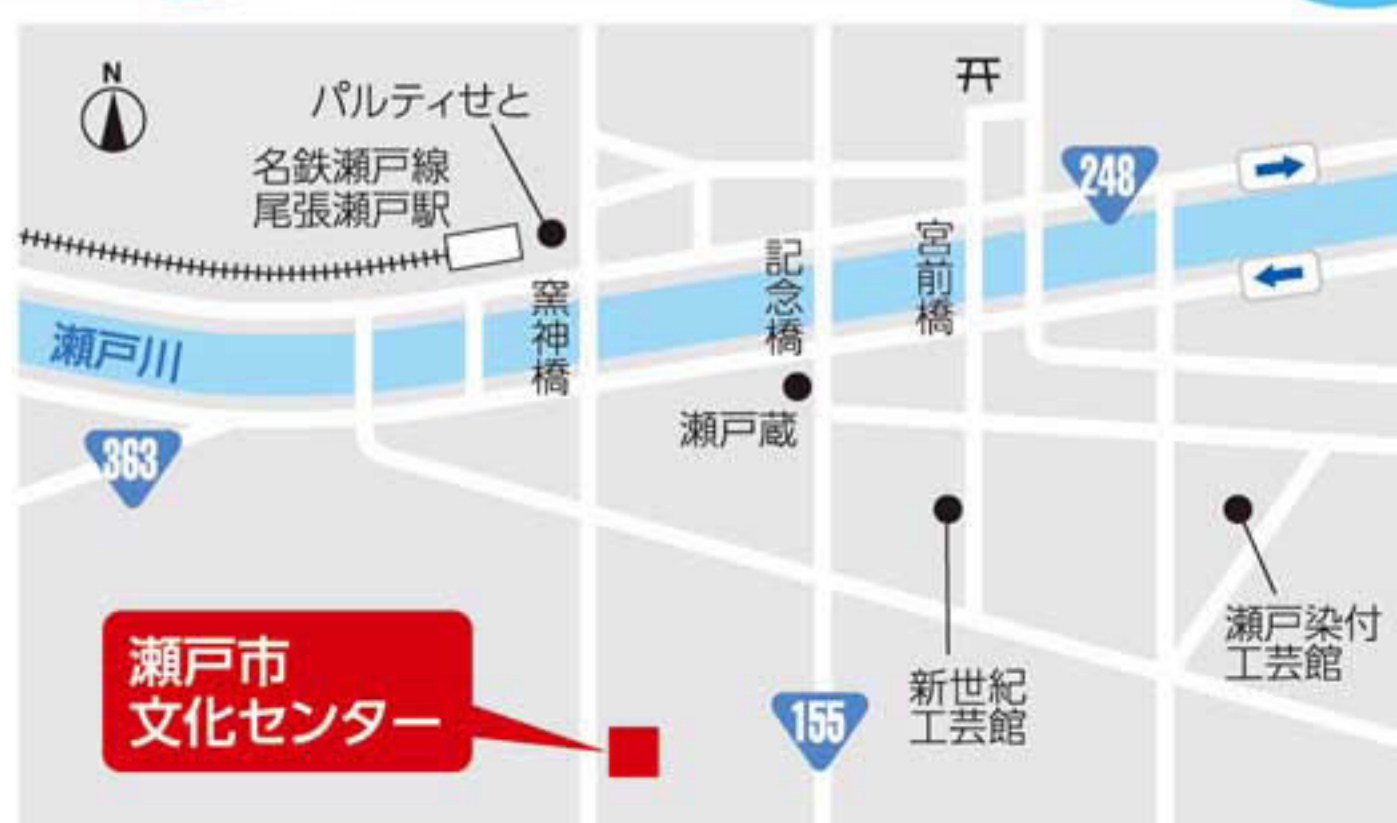 N
パルティせと
名鉄瀬戸線
尾張瀬戸駅
248
窯神橋
記念橋
宮前橋
瀬戸川
瀬戸蔵
363
瀬戸市
文化センター
155
新世紀
工芸館
瀬戸染付
工芸館